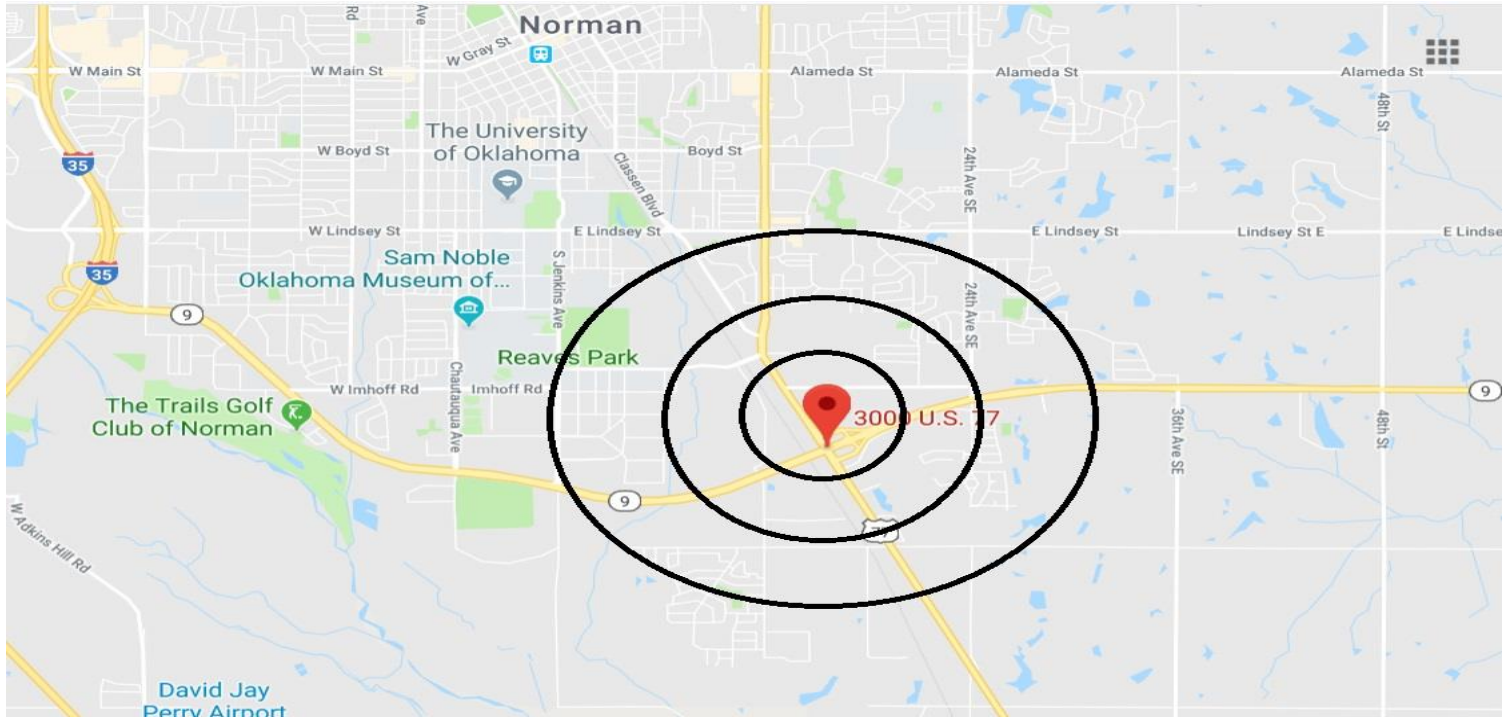 Norman
Rd
Ave
W Gray St
W Main St
W Main St
Alameda St
Alameda St
Alameda St
48th St
The University
of Oklahoma
W Boyd St
Boyd St
35
Classen Blvd
24th Ave SE
W Lindsey St
E Lindsey St
E Lindsey St
Lindsey St E
E Lindse
Sam Noble
Oklahoma Museum of...
35
S Jenkins Ave
24th Ave SE
9
Reaves Park
W Imhoff Rd
Imhoff Rd
Chautauqua Ave
9
The Trails Golf
Club of Norman
3000 U.S. 77
36th Ave SE
48th St
9
77
W Adkins Hill Rd
David Jay
Perry Airport